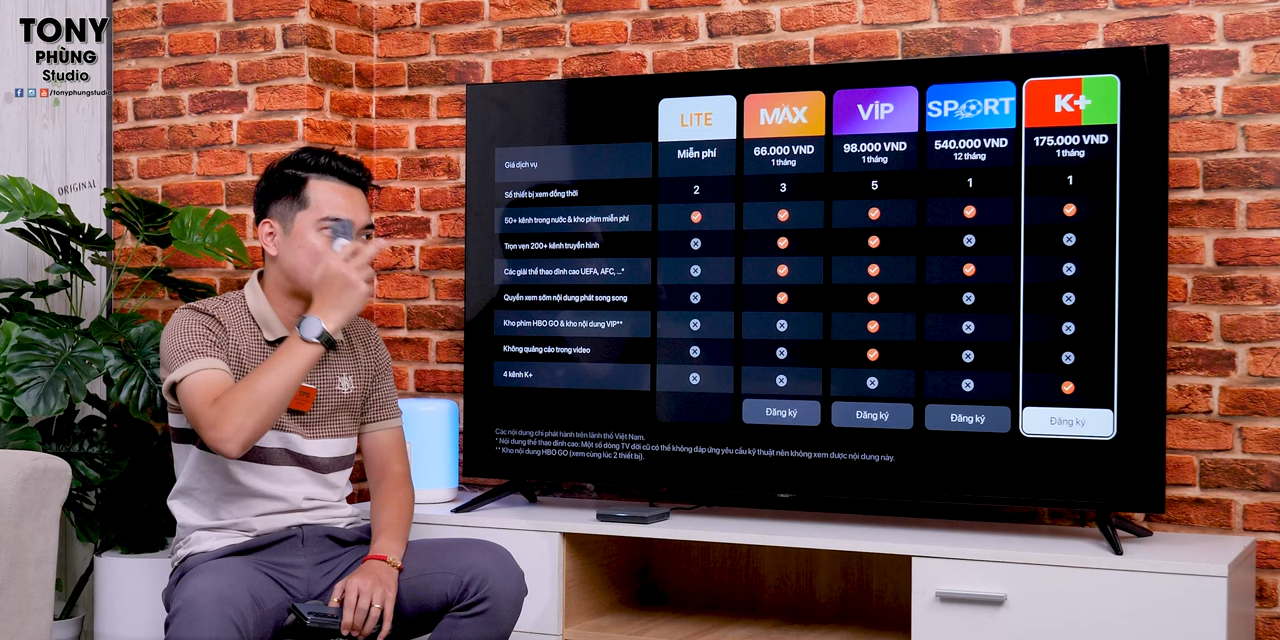 TONY
PHÙNG
Studio
/tonyphungstudio
ORIGINAL
LITE
MAX
VIP
SPORT
K+
Giá dịch vụ
Miễn phí
66.000 VND
1 tháng
98.000 VND
1 tháng
540.000 VND
12 tháng
175.000 VND
1 tháng
Số thiết bị xem đồng thời
2
3
5
1
1
50+ kênh trong nước & kho phim miễn phí
Trọn vẹn 200+ kênh truyền hình
Các giải thể thao đỉnh cao UEFA, AFC, ...*
Quyền xem sớm nội dung phát song song
Kho phim HBO GO & kho nội dung VIP**
Không quảng cáo trong video
4 kênh K+
Đăng ký
Đăng ký
Đăng ký
Đăng ký
Các nội dung chỉ phát hành trên lãnh thổ Việt Nam.
* Nội dung thể thao đỉnh cao: Một số dòng TV đời cũ có thể không đáp ứng yêu cầu kỹ thuật nên không xem được nội dung này.
** Kho nội dung HBO GO (xem cùng lúc 2 thiết bị).